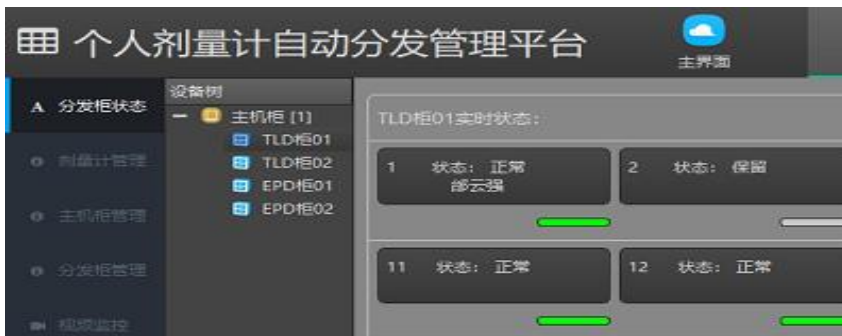 个人剂量计自动分发管理平台
主界面
A 分发柜状态
剂量计管理
主机柜管理
分发柜管理
视频监控
设备树
主机柜 [1]
TLD柜01
TLD柜02
EPD柜01
EPD柜02
TLD柜01实时状态：
1 状态：正常
邰云强
2 状态：保留
11 状态：正常
12 状态：正常